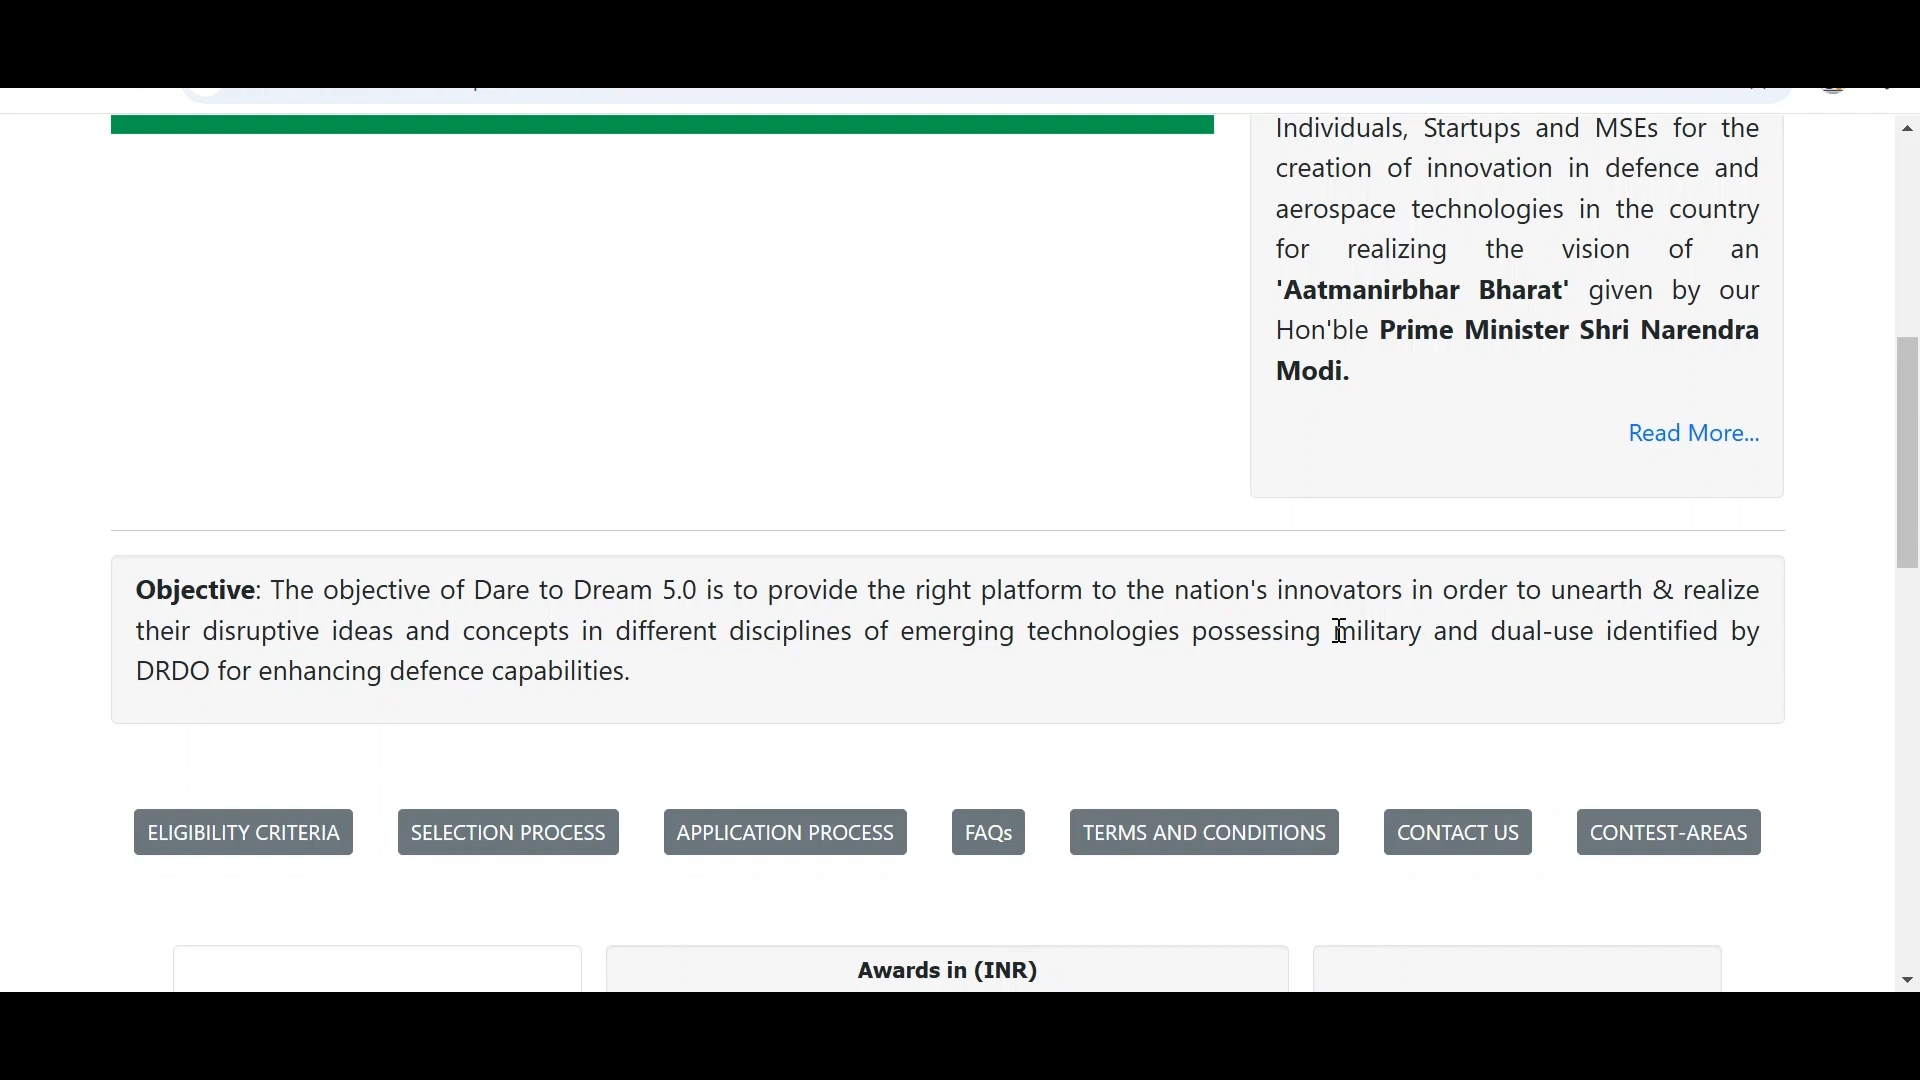 Individuals, Startups and MSEs for the
creation of innovation in defence and
aerospace technologies in the country
for realizing the vision of an
'Aatmanirbhar Bharat' given by our
Hon'ble Prime Minister Shri Narendra
Modi.
Read More...
Objective: The objective of Dare to Dream 5.0 is to provide the right platform to the nation's innovators in order to unearth & realize
their disruptive ideas and concepts in different disciplines of emerging technologies possessing military and dual-use identified by
DRDO for enhancing defence capabilities.
ELIGIBILITY CRITERIA
SELECTION PROCESS
APPLICATION PROCESS
FAQs
TERMS AND CONDITIONS
CONTACT US
CONTEST-AREAS
Awards in (INR)